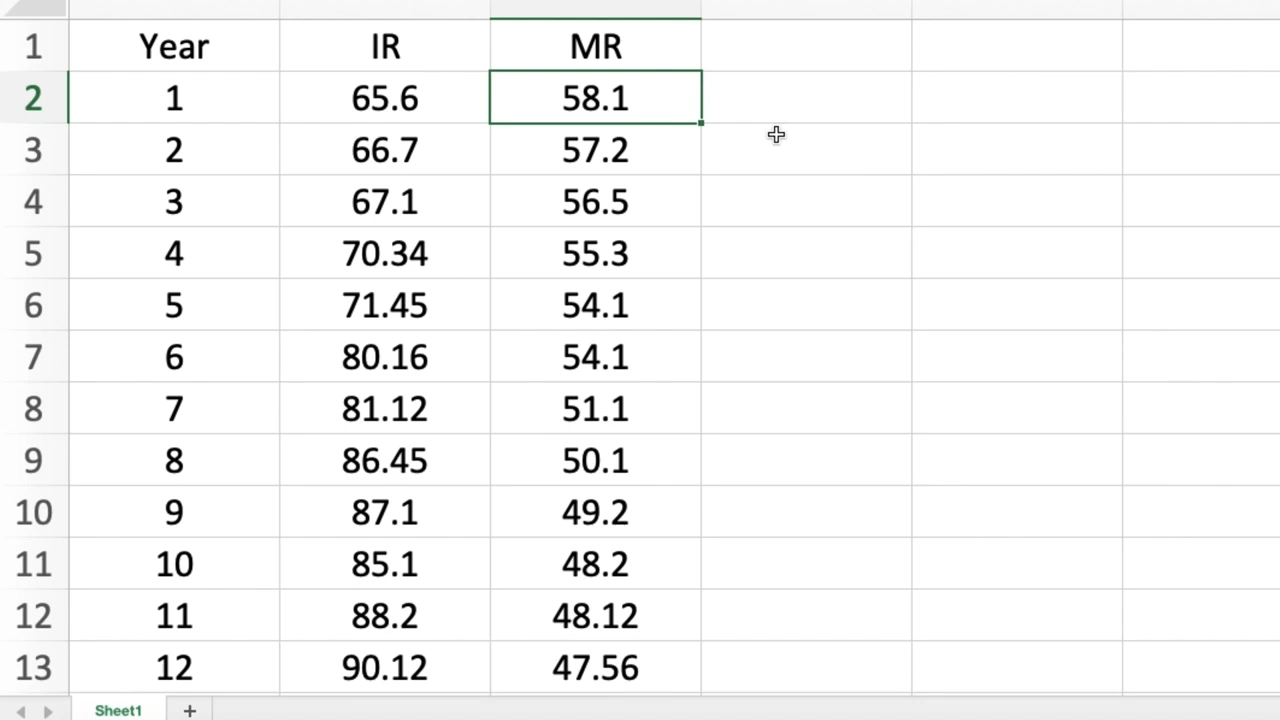 1 Year IR MR
2 1 65.6 58.1
3 2 66.7 57.2
4 3 67.1 56.5
5 4 70.34 55.3
6 5 71.45 54.1
7 6 80.16 54.1
8 7 81.12 51.1
9 8 86.45 50.1
10 9 87.1 49.2
11 10 85.1 48.2
12 11 88.2 48.12
13 12 90.12 47.56
Sheet1 +